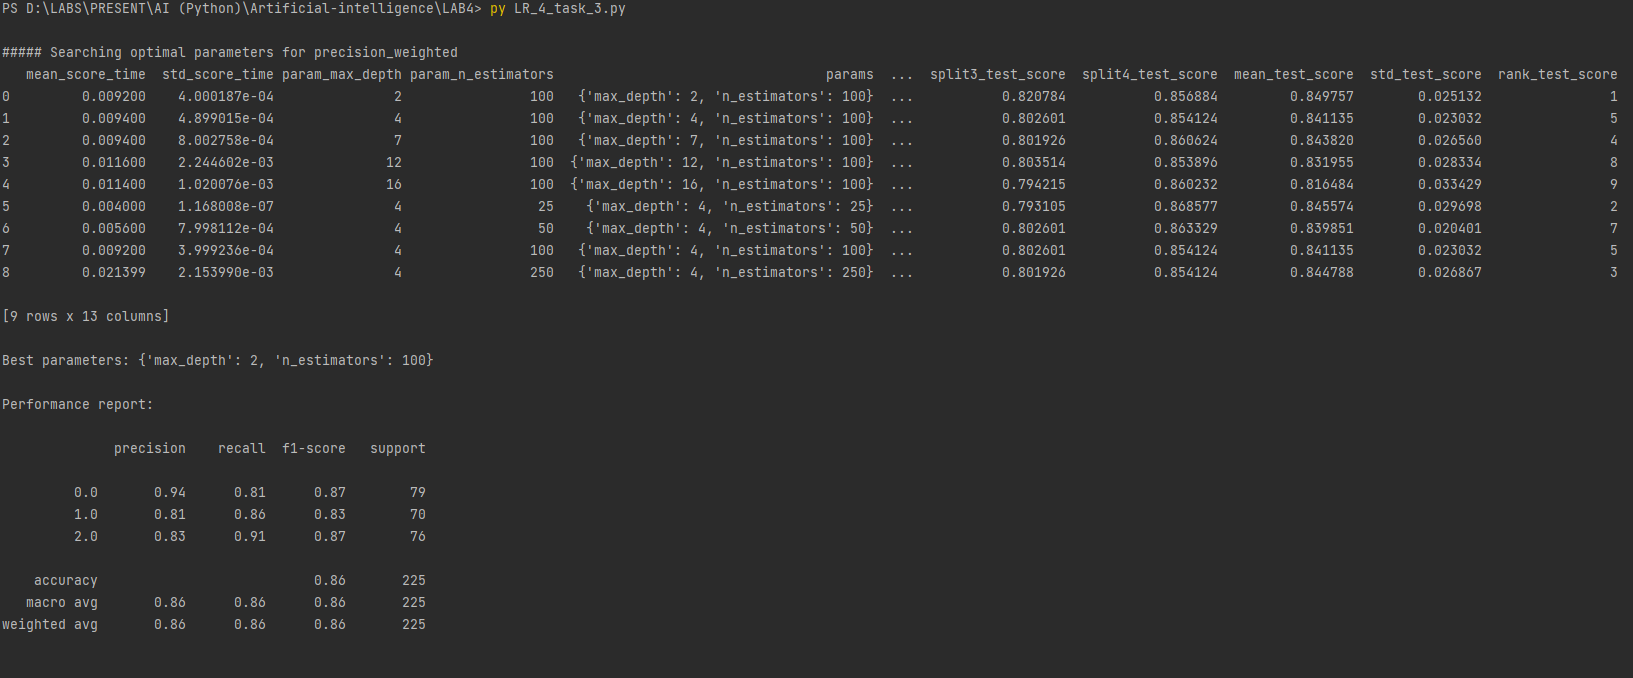 PS D:\LABS\PRESENT\AI (Python)\Artificial-intelligence\LAB4> py LR_4_task_3.py
##### Searching optimal parameters for precision_weighted
   mean_score_time  std_score_time param_max_depth param_n_estimators                                  params  ...  split3_test_score  split4_test_score  mean_test_score  std_test_score  rank_test_score
0         0.009200    4.000187e-04               2                100   {'max_depth': 2, 'n_estimators': 100}  ...           0.820784           0.856884         0.849757        0.025132                1
1         0.009400    4.899015e-04               4                100   {'max_depth': 4, 'n_estimators': 100}  ...           0.802601           0.854124         0.841135        0.023032                5
2         0.009400    8.002758e-04               7                100   {'max_depth': 7, 'n_estimators': 100}  ...           0.801926           0.860624         0.843820        0.026560                4
3         0.011600    2.244602e-03              12                100  {'max_depth': 12, 'n_estimators': 100}  ...           0.803514           0.853896         0.831955        0.028334                8
4         0.011400    1.020076e-03              16                100  {'max_depth': 16, 'n_estimators': 100}  ...           0.794215           0.860232         0.816484        0.033429                9
5         0.004000    1.168008e-07               4                 25    {'max_depth': 4, 'n_estimators': 25}  ...           0.793105           0.868577         0.845574        0.029698                2
6         0.005600    7.998112e-04               4                 50    {'max_depth': 4, 'n_estimators': 50}  ...           0.802601           0.863329         0.839851        0.020401                7
7         0.009200    3.999236e-04               4                100   {'max_depth': 4, 'n_estimators': 100}  ...           0.802601           0.854124         0.841135        0.023032                5
8         0.021399    2.153990e-03               4                250   {'max_depth': 4, 'n_estimators': 250}  ...           0.801926           0.854124         0.844788        0.026867                3
[9 rows x 13 columns]
Best parameters: {'max_depth': 2, 'n_estimators': 100}
Performance report:
              precision    recall  f1-score   support
         0.0       0.94      0.81      0.87        79
         1.0       0.81      0.86      0.83        70
         2.0       0.83      0.91      0.87        76
    accuracy                           0.86       225
   macro avg       0.86      0.86      0.86       225
weighted avg       0.86      0.86      0.86       225